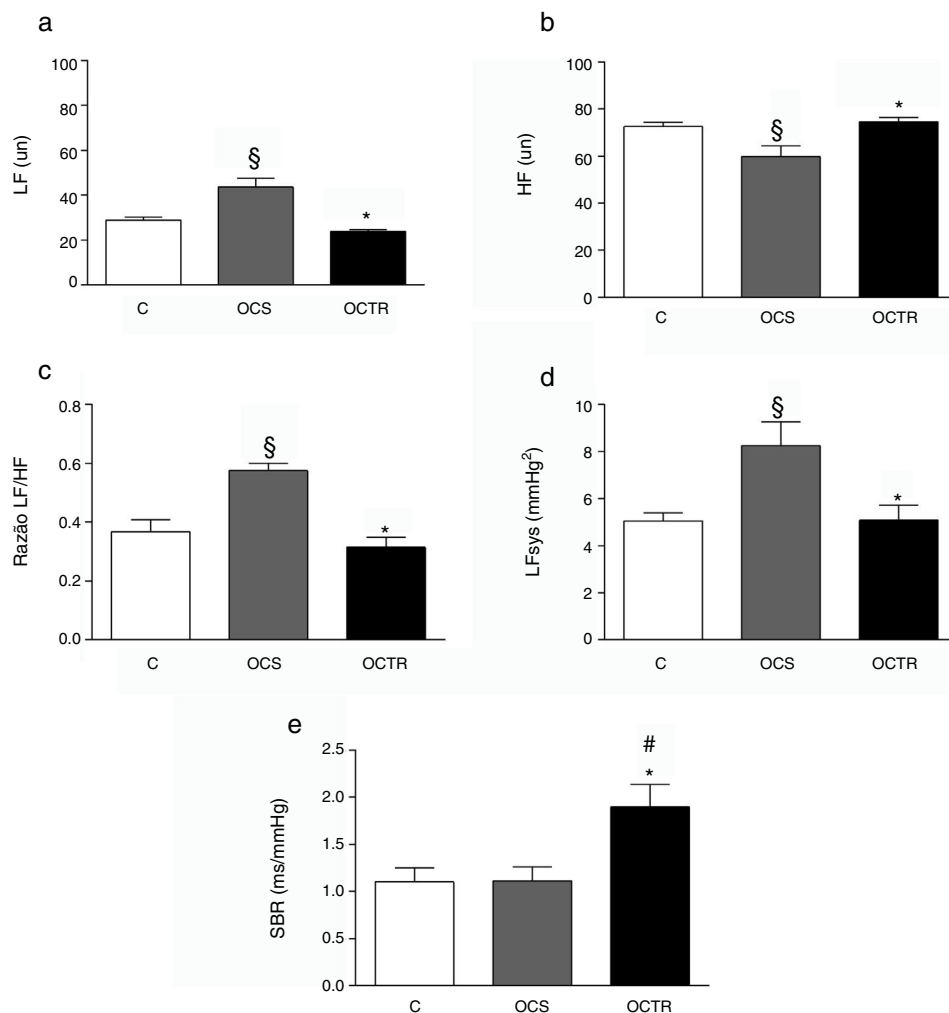 a
100
80
60
40
20
0
LF (un)
§
*
C OCS OCTR
b
100
80
60
40
20
0
HF (un)
§
*
C OCS OCTR
c
0.8
0.6
0.4
0.2
0.0
Razão LF/HF
§
*
C OCS OCTR
d
10
8
6
4
2
0
LFsys (mmHg²)
§
*
C OCS OCTR
e
2.5
2.0
1.5
1.0
0.5
0.0
SBR (ms/mmHg)
#
*
C OCS OCTR